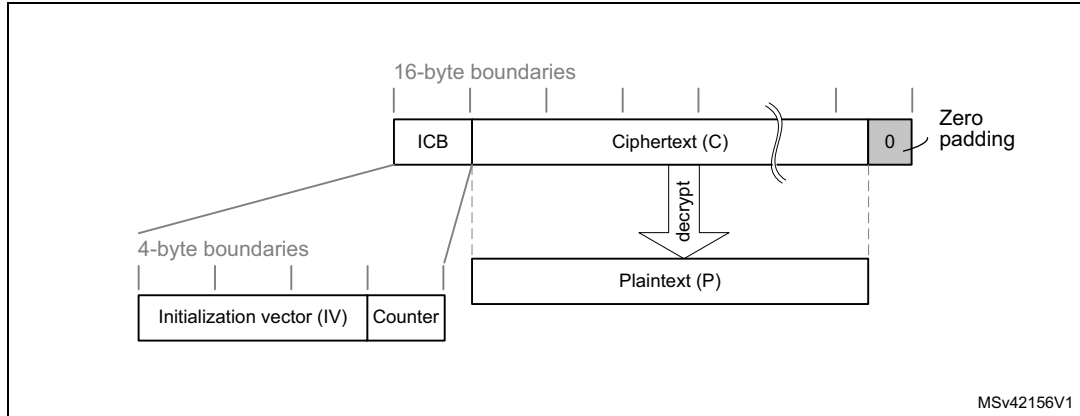 16-byte boundaries
Zero
padding
ICB
Ciphertext (C)
0
decrypt
4-byte boundaries
Plaintext (P)
Initialization vector (IV)
Counter
MSv42156V1